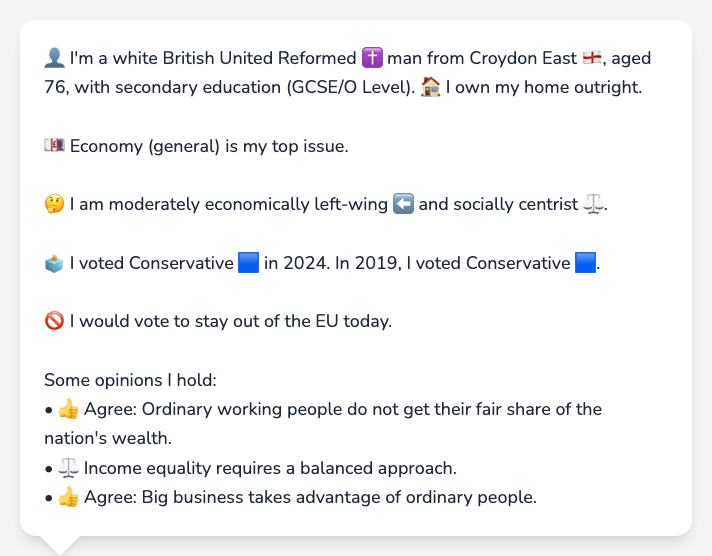 👤 I'm a white British United Reformed ✝️ man from Croydon East 🏴󠁧󠁢󠁥󠁮󠁧󠁿, aged
76, with secondary education (GCSE/O Level). 🏠 I own my home outright.
💷 Economy (general) is my top issue.
🤔 I am moderately economically left-wing ⬅️ and socially centrist ⚖️.
🗳️ I voted Conservative 🟦 in 2024. In 2019, I voted Conservative 🟦.
🚫 I would vote to stay out of the EU today.
Some opinions I hold:
• 👍 Agree: Ordinary working people do not get their fair share of the
nation's wealth.
• ⚖️ Income equality requires a balanced approach.
• 👍 Agree: Big business takes advantage of ordinary people.